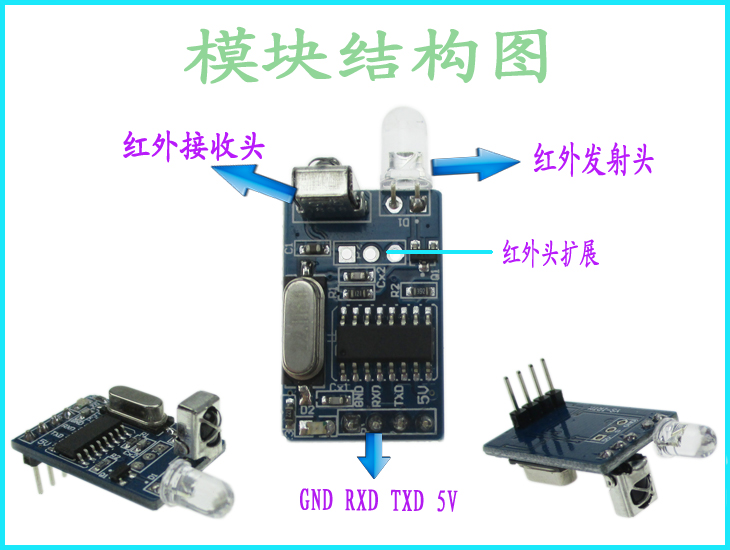 模块结构图
红外接收头
红外发射头
D1
C1
红外头扩展
Cx2
Q1
R2
D2
GND
RXD
TXD
5V
GND RXD TXD 5V